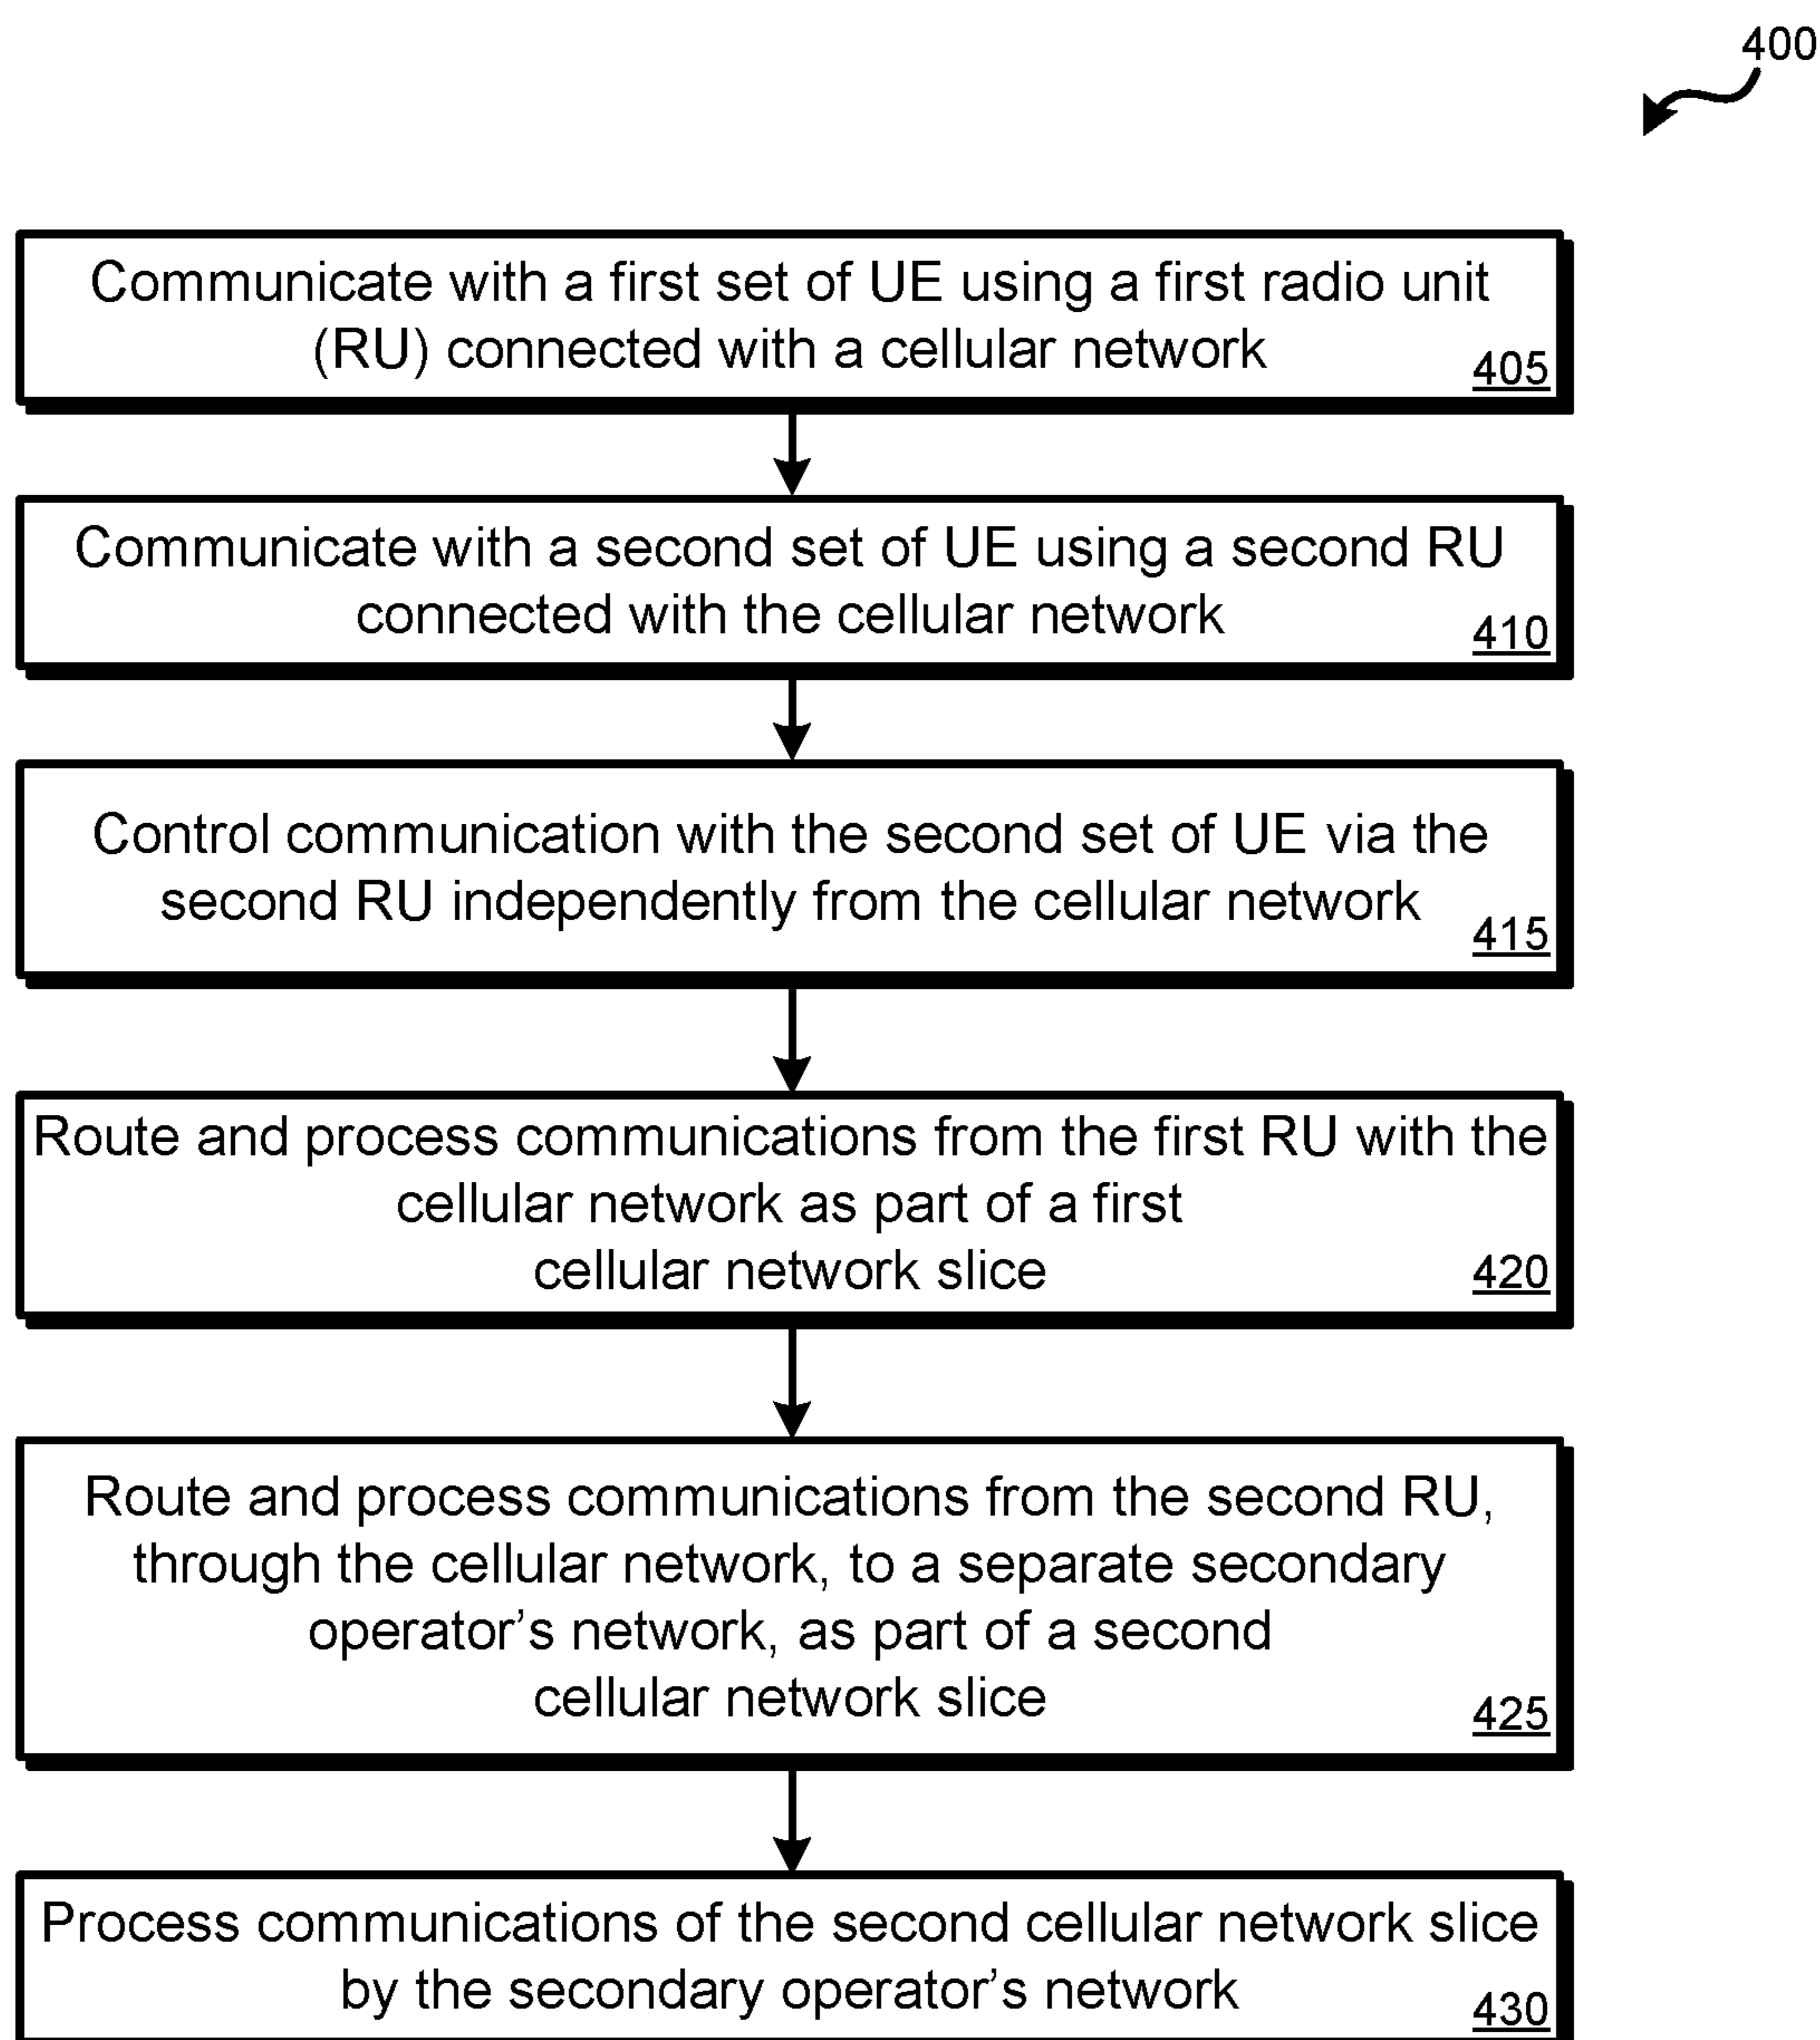 400
Communicate with a first set of UE using a first radio unit
(RU) connected with a cellular network
405
Communicate with a second set of UE using a second RU
connected with the cellular network
410
Control communication with the second set of UE via the
second RU independently from the cellular network
415
Route and process communications from the first RU with the
cellular network as part of a first
cellular network slice
420
Route and process communications from the second RU,
through the cellular network, to a separate secondary
operator’s network, as part of a second
cellular network slice
425
Process communications of the second cellular network slice
by the secondary operator’s network
430